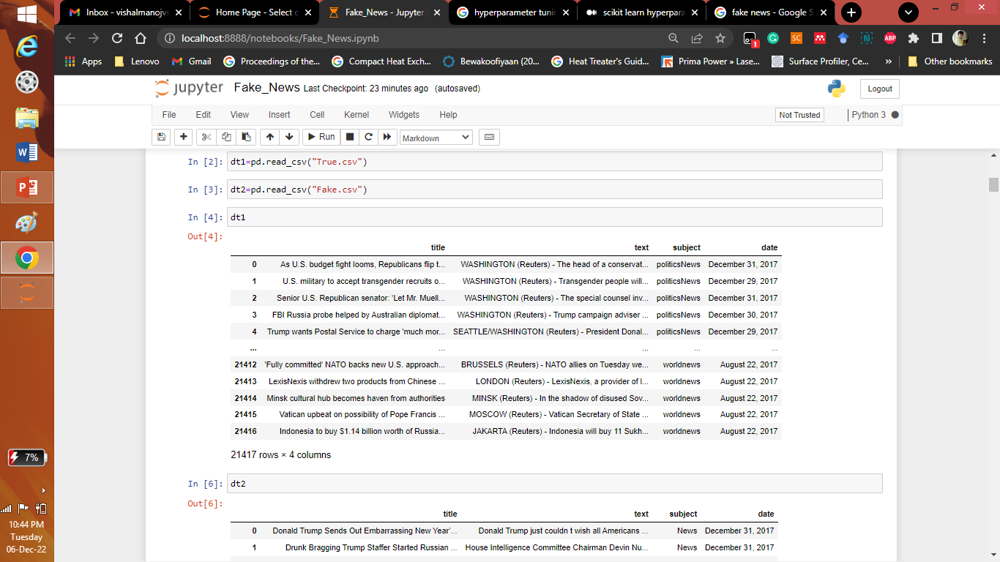 Inbox - vishalmanojvs
Home Page - Select o
Fake_News - Jupyter
hyperparameter tunin
scikit learn hyperpara
fake news - Google S
localhost:8888/notebooks/Fake_News.ipynb
1
SC
ABP
Apps
Lenovo
Gmail
Proceedings of the...
Compact Heat Exch...
Bewakoofiyaan (20...
Heat Treater's Guid...
Prima Power » Lase...
Surface Profiler, Ce...
»
Other bookmarks
jupyter Fake_News Last Checkpoint: 23 minutes ago (autosaved)
Logout
File Edit View Insert Cell Kernel Widgets Help
Not Trusted
Python 3
Run
Markdown
In [2]: dt1=pd.read_csv("True.csv")
In [3]: dt2=pd.read_csv("Fake.csv")
In [4]: dt1
Out[4]:
title text subject date
0 As U.S. budget fight looms, Republicans flip t... WASHINGTON (Reuters) - The head of a conservat... politicsNews December 31, 2017
1 U.S. military to accept transgender recruits o... WASHINGTON (Reuters) - Transgender people will... politicsNews December 29, 2017
2 Senior U.S. Republican senator: 'Let Mr. Muell... WASHINGTON (Reuters) - The special counsel inv... politicsNews December 31, 2017
3 FBI Russia probe helped by Australian diplomat... WASHINGTON (Reuters) - Trump campaign adviser ... politicsNews December 30, 2017
4 Trump wants Postal Service to charge 'much mor... SEATTLE/WASHINGTON (Reuters) - President Donal... politicsNews December 29, 2017
... ... ... ... ...
21412 'Fully committed' NATO backs new U.S. approach... BRUSSELS (Reuters) - NATO allies on Tuesday we... worldnews August 22, 2017
21413 LexisNexis withdrew two products from Chinese ... LONDON (Reuters) - LexisNexis, a provider of l... worldnews August 22, 2017
21414 Minsk cultural hub becomes haven from authorities MINSK (Reuters) - In the shadow of disused Sov... worldnews August 22, 2017
21415 Vatican upbeat on possibility of Pope Francis ... MOSCOW (Reuters) - Vatican Secretary of State ... worldnews August 22, 2017
21416 Indonesia to buy $1.14 billion worth of Russia... JAKARTA (Reuters) - Indonesia will buy 11 Sukh... worldnews August 22, 2017
21417 rows × 4 columns
In [6]: dt2
Out[6]:
title text subject date
0 Donald Trump Sends Out Embarrassing New Year'... Donald Trump just couldn t wish all Americans ... News December 31, 2017
1 Drunk Bragging Trump Staffer Started Russian ... House Intelligence Committee Chairman Devin Nu... News December 31, 2017
7%
10:44 PM
Tuesday
06-Dec-22